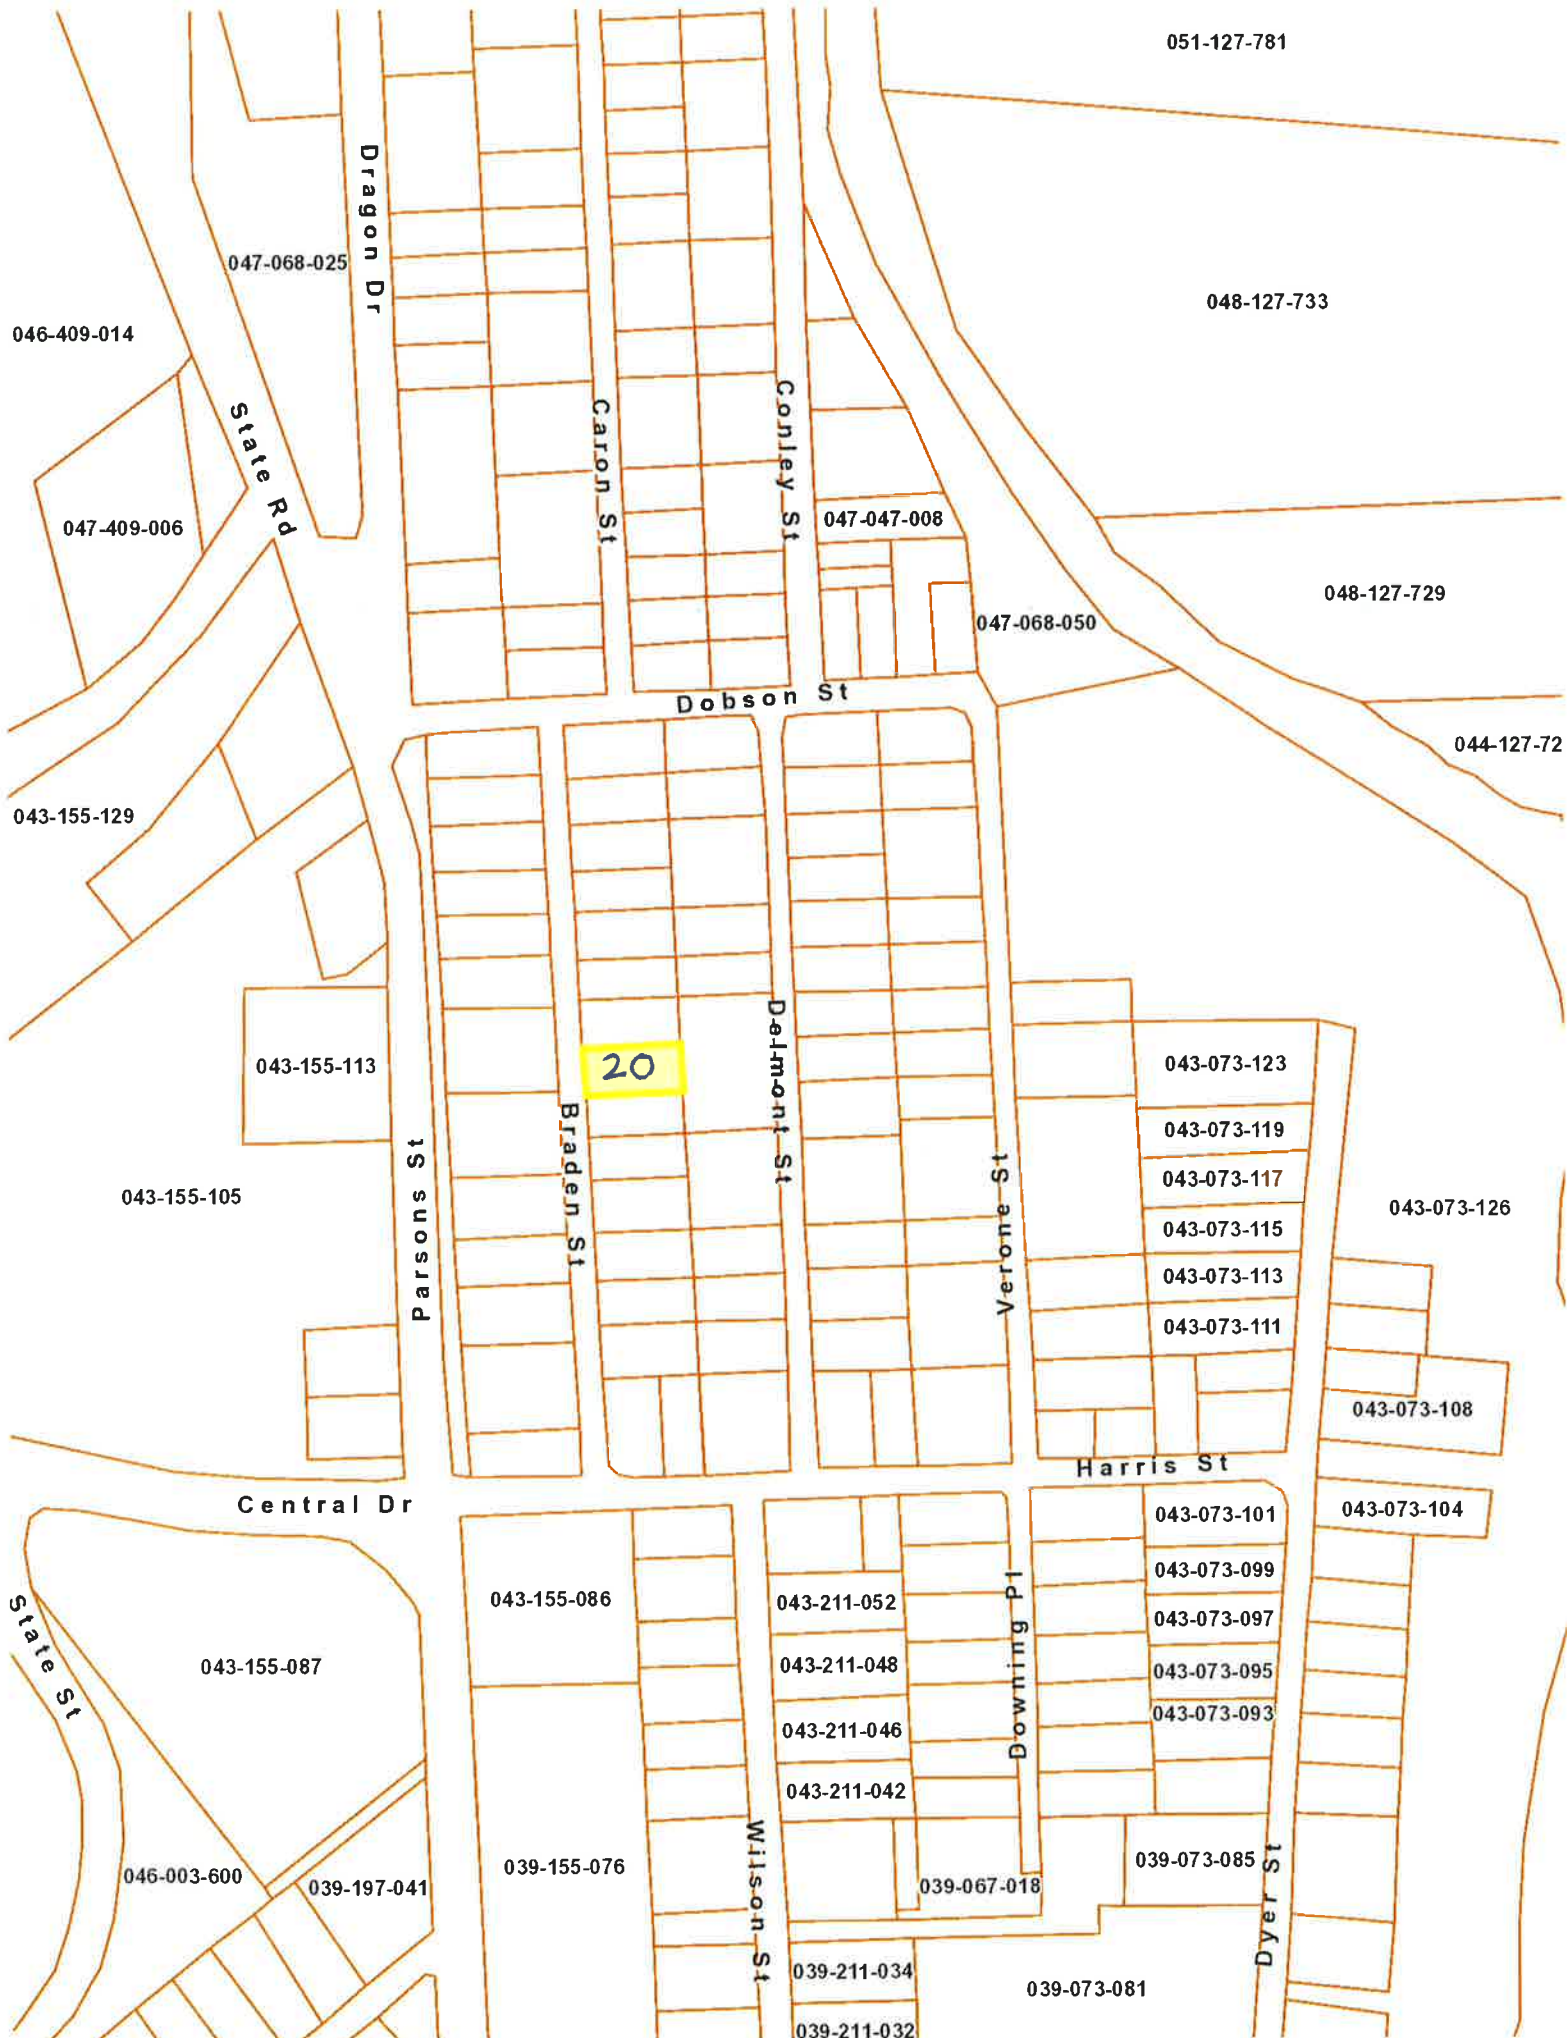 051-127-781
Dragon Dr
047-068-025
048-127-733
046-409-014
State Rd
Caron St
Conley St
047-409-006
047-047-008
048-127-729
047-068-050
Dobson St
044-127-72
043-155-129
Delmont St
043-155-113
20
043-073-123
Braden St
043-073-119
Parsons St
Verone St
043-073-117
043-155-105
043-073-126
043-073-115
043-073-113
043-073-111
043-073-108
Harris St
Central Dr
043-073-101
043-073-104
043-155-086
043-211-052
Downing Pl
043-073-099
State St
043-073-097
043-155-087
043-211-048
043-073-095
043-073-093
043-211-046
043-211-042
Wilson St
Dyer St
046-003-600
039-197-041
039-155-076
039-067-018
039-073-085
039-211-034
039-073-081
039-211-032